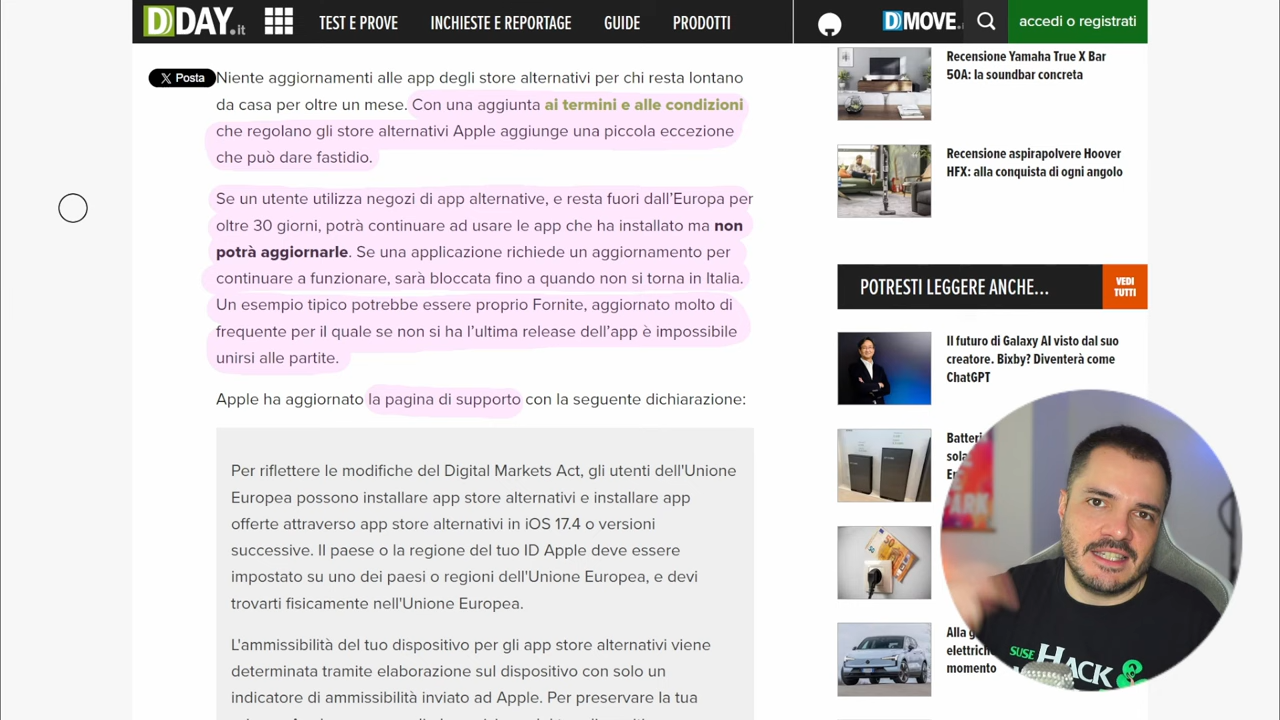 DDAY.it
TEST E PROVE
INCHIESTE E REPORTAGE
GUIDE
PRODOTTI
DMOVE.
accedi o registrati
Posta
Niente aggiornamenti alle app degli store alternativi per chi resta lontano
da casa per oltre un mese. Con una aggiunta ai termini e alle condizioni
che regolano gli store alternativi Apple aggiunge una piccola eccezione
che può dare fastidio.
Se un utente utilizza negozi di app alternative, e resta fuori dall'Europa per
oltre 30 giorni, potrà continuare ad usare le app che ha installato ma non
potrà aggiornarle. Se una applicazione richiede un aggiornamento per
continuare a funzionare, sarà bloccata fino a quando non si torna in Italia.
Un esempio tipico potrebbe essere proprio Fornite, aggiornato molto di
frequente per il quale se non si ha l'ultima release dell'app è impossibile
unirsi alle partite.
Apple ha aggiornato la pagina di supporto con la seguente dichiarazione:
Per riflettere le modifiche del Digital Markets Act, gli utenti dell'Unione
Europea possono installare app store alternativi e installare app
offerte attraverso app store alternativi in iOS 17.4 o versioni
successive. Il paese o la regione del tuo ID Apple deve essere
impostato su uno dei paesi o regioni dell'Unione Europea, e devi
trovarti fisicamente nell'Unione Europea.
L'ammissibilità del tuo dispositivo per gli app store alternativi viene
determinata elaborazione sul dispositivo con solo un
indicatore di ammissibilità inviato ad Apple. Per preservare la tua
Recensione Yamaha True X Bar
50A: la soundbar concreta
Recensione aspirapolvere Hoover
HFX: alla conquista di ogni angolo
POTRESTI LEGGERE ANCHE...
VEDI
TUTTI
Il futuro di Galaxy AI visto dal suo
creatore. Bixby? Diventerà come
ChatGPT
Batteri
sola
En
PARK
Alla g
elettric
momento
SUSE
HACK